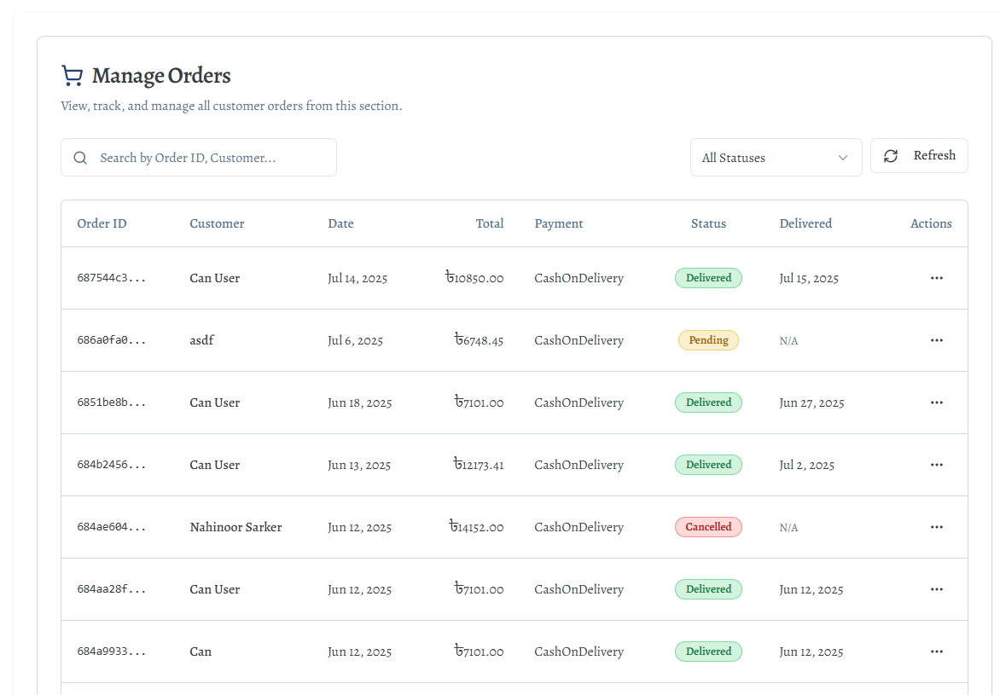 Manage Orders
View, track, and manage all customer orders from this section.
Search by Order ID, Customer...
All Statuses
Refresh
Order ID Customer Date Total Payment Status Delivered Actions
687544c3... Can User Jul 14, 2025 ৳10850.00 CashOnDelivery Delivered Jul 15, 2025 ...
686a0fa0... asdf Jul 6, 2025 ৳6748.45 CashOnDelivery Pending N/A ...
6851be8b... Can User Jun 18, 2025 ৳7101.00 CashOnDelivery Delivered Jun 27, 2025 ...
684b2456... Can User Jun 13, 2025 ৳12173.41 CashOnDelivery Delivered Jul 2, 2025 ...
684ae604... Nahinoor Sarker Jun 12, 2025 ৳14152.00 CashOnDelivery Cancelled N/A ...
684aa28f... Can User Jun 12, 2025 ৳7101.00 CashOnDelivery Delivered Jun 12, 2025 ...
684a9933... Can Jun 12, 2025 ৳7101.00 CashOnDelivery Delivered Jun 12, 2025 ...